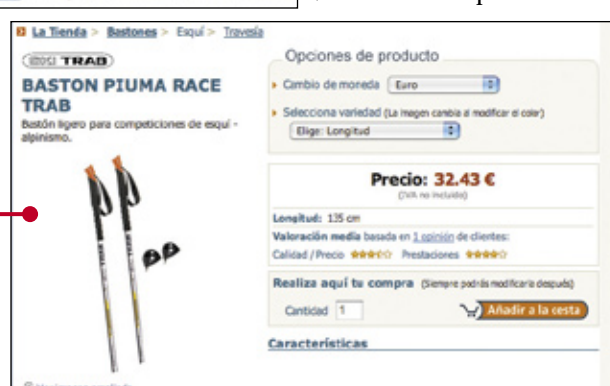 La Tienda > Bastones > Esquí > Travesía
SKI TRAB
BASTON PIUMA RACE
TRAB
Bastón ligero para competiciones de esquí -
alpinismo.
Opciones de producto
Cambio de moneda Euro
Selecciona variedad (La imagen cambia al modificar el color)
Elige: Longitud
Precio: 32.43 €
(IVA no incluido)
Longitud: 135 cm
Valoración media basada en 1 opinión de clientes:
Calidad / Precio Prestaciones
Realiza aquí tu compra (Siempre podrás modificarla después)
Cantidad 1 Añadir a la cesta
Características